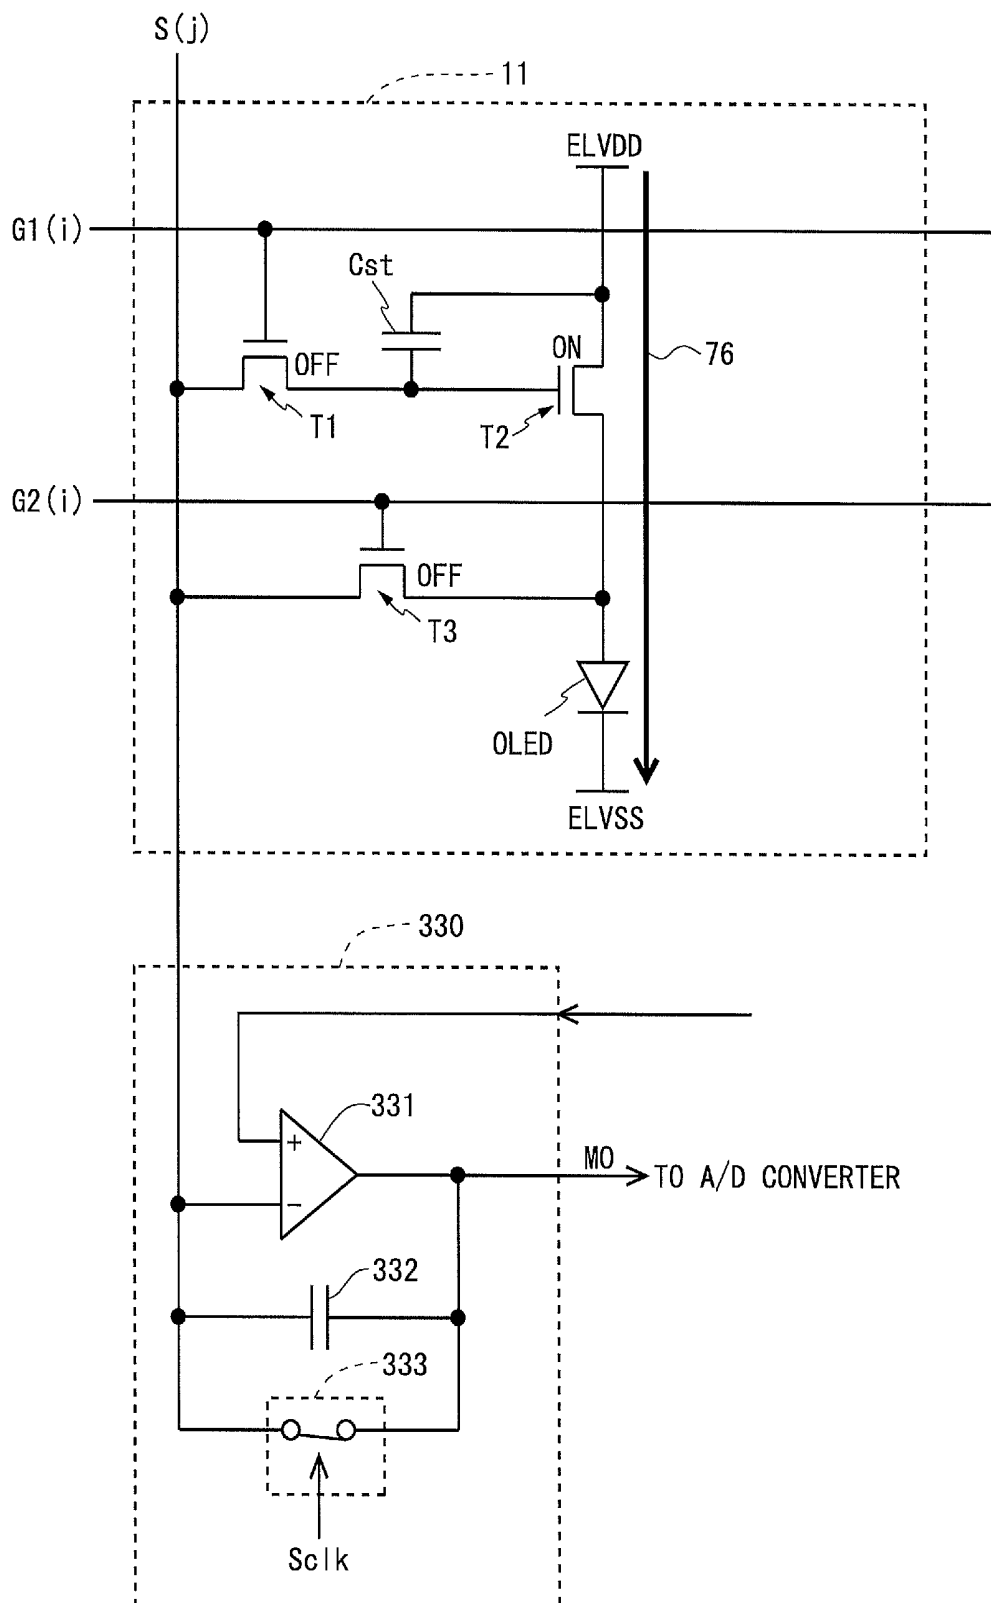 S(j)
11
ELVDD
G1(i)
Cst
OFF
ON
76
T1
T2
G2(i)
OFF
T3
OLED
ELVSS
330
331
+
MO
TO A/D CONVERTER
−
332
333
Sclk